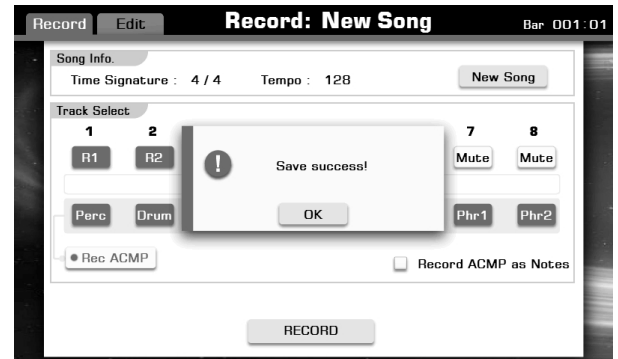 Record Edit Record: New Song Bar 001:01
Song Info.
Time Signature : 4 / 4 Tempo : 128 New Song
Track Select
1 2 7 8
R1 R2 Mute Mute
! Save success!
Perc Drum OK Phr1 Phr2
Rec ACMP Record ACMP as Notes
RECORD